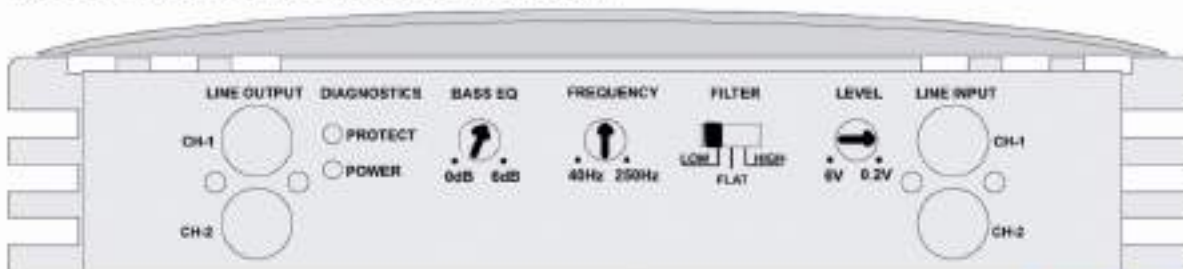 LINE OUTPUT DIAGNOSTICS BASS EQ FREQUENCY FILTER LEVEL LINE INPUT
CH-1 PROTECT CH-1
POWER LOW HIGH
0dB 6dB 40Hz 250Hz FLAT 6V 0.2V
CH-2 CH-2